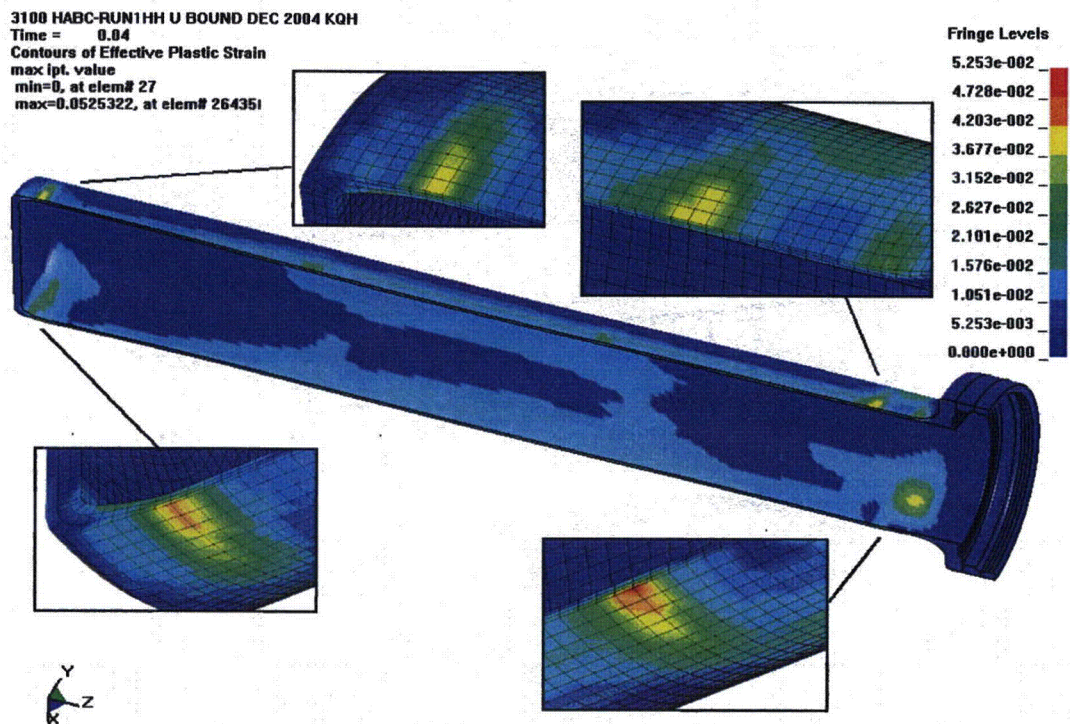 3100 HABC-RUN1HH U BOUND DEC 2004 KQH
Time = 0.04
Contours of Effective Plastic Strain
max ipt. value
min=0, at elem# 27
max=0.0525322, at elem# 264351
Fringe Levels
5.253e-002
4.728e-002
4.203e-002
3.677e-002
3.152e-002
2.627e-002
2.101e-002
1.576e-002
1.051e-002
5.253e-003
0.000e+000
Y
Z
X